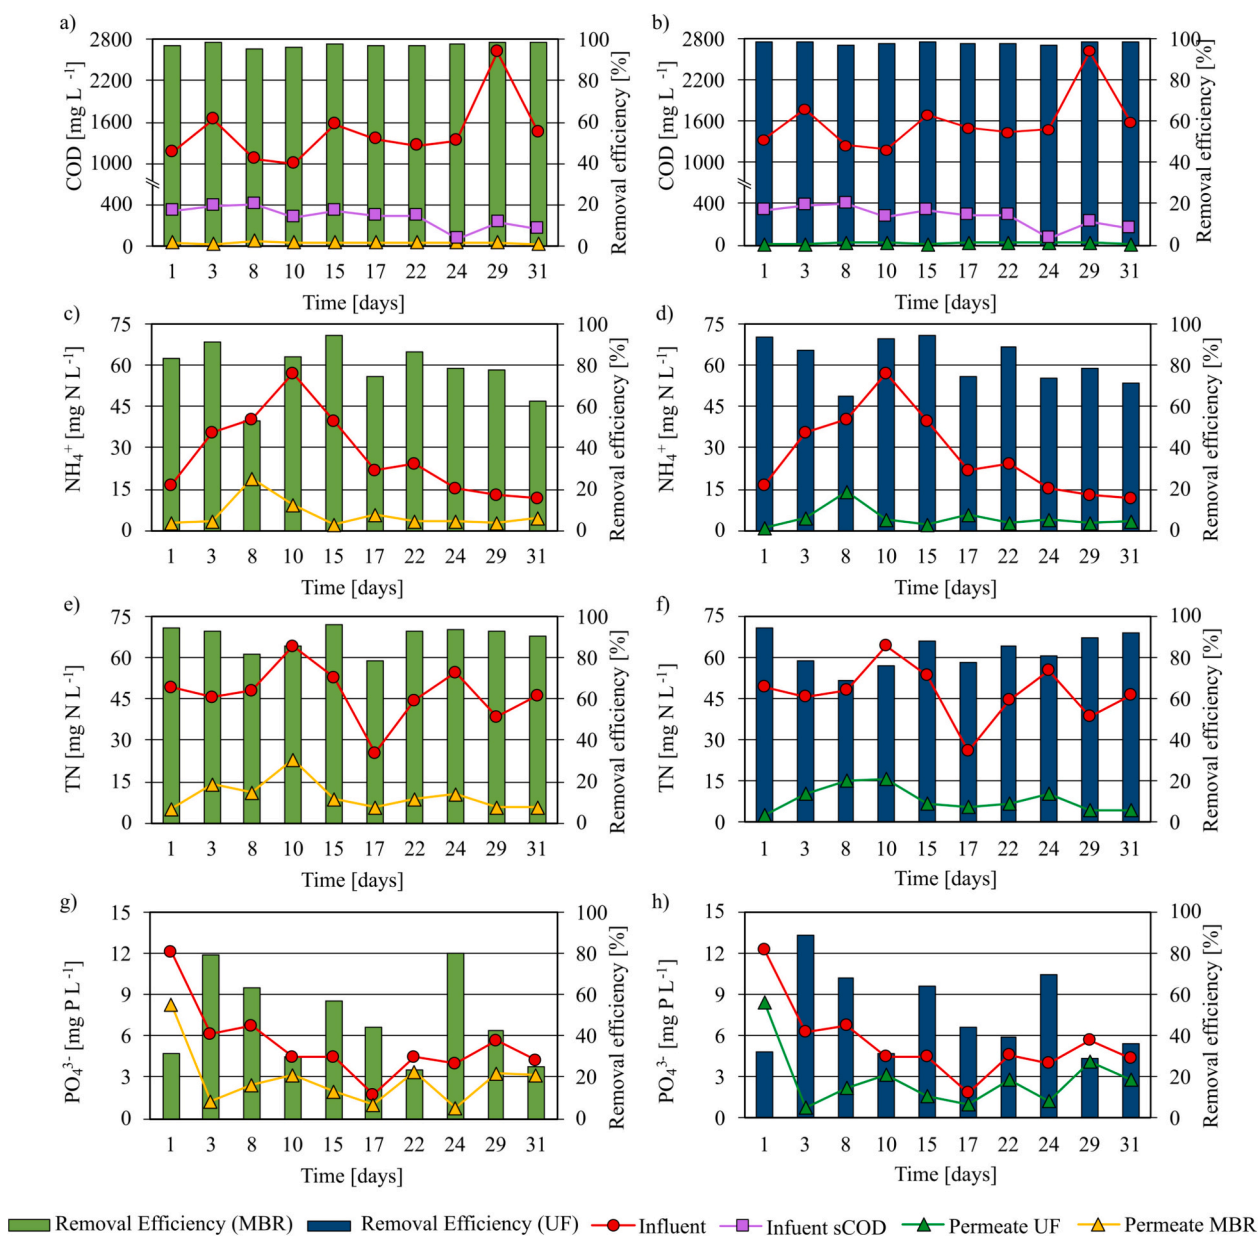 a)
2800
2200
1600
1000
400
0
COD [mg L -1]
100
80
60
40
20
0
Removal efficiency [%]
1 3 8 10 15 17 22 24 29 31
Time [days]
b)
2800
2200
1600
1000
400
0
COD [mg L -1]
100
80
60
40
20
0
Removal efficiency [%]
1 3 8 10 15 17 22 24 29 31
Time [days]
c)
75
60
45
30
15
0
NH4+ [mg N L -1]
100
80
60
40
20
0
Removal efficiency [%]
1 3 8 10 15 17 22 24 29 31
Time [days]
d)
75
60
45
30
15
0
NH4+ [mg N L -1]
100
80
60
40
20
0
Removal efficiency [%]
1 3 8 10 15 17 22 24 29 31
Time [days]
e)
75
60
45
30
15
0
TN [mg N L -1]
100
80
60
40
20
0
Removal efficiency [%]
1 3 8 10 15 17 22 24 29 31
Time [days]
f)
75
60
45
30
15
0
TN [mg N L -1]
100
80
60
40
20
0
Removal efficiency [%]
1 3 8 10 15 17 22 24 29 31
Time [days]
g)
15
12
9
6
3
0
PO43- [mg P L -1]
100
80
60
40
20
0
Removal efficiency [%]
1 3 8 10 15 17 22 24 29 31
Time [days]
h)
15
12
9
6
3
0
PO43- [mg P L -1]
100
80
60
40
20
0
Removal efficiency [%]
1 3 8 10 15 17 22 24 29 31
Time [days]
Removal Efficiency (MBR) Removal Efficiency (UF) Influent Infuent sCOD Permeate UF Permeate MBR